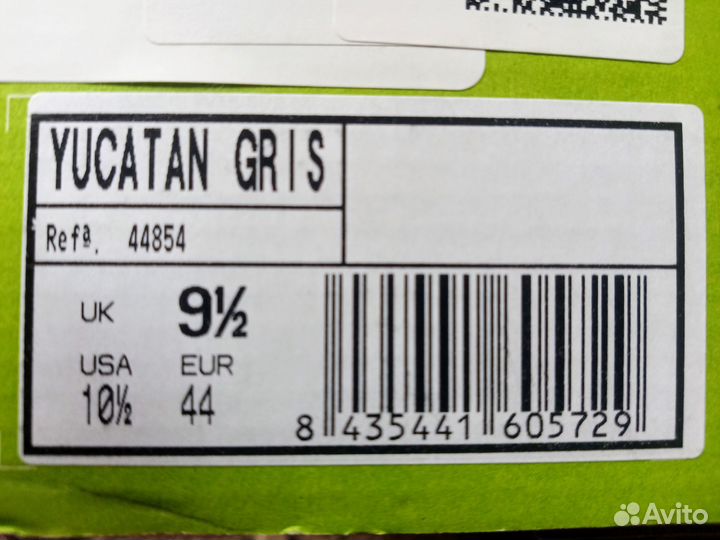 YUCATAN GRIS
Refª. 44854
UK 9½
USA EUR
10½ 44
8 435441 605729
Avito